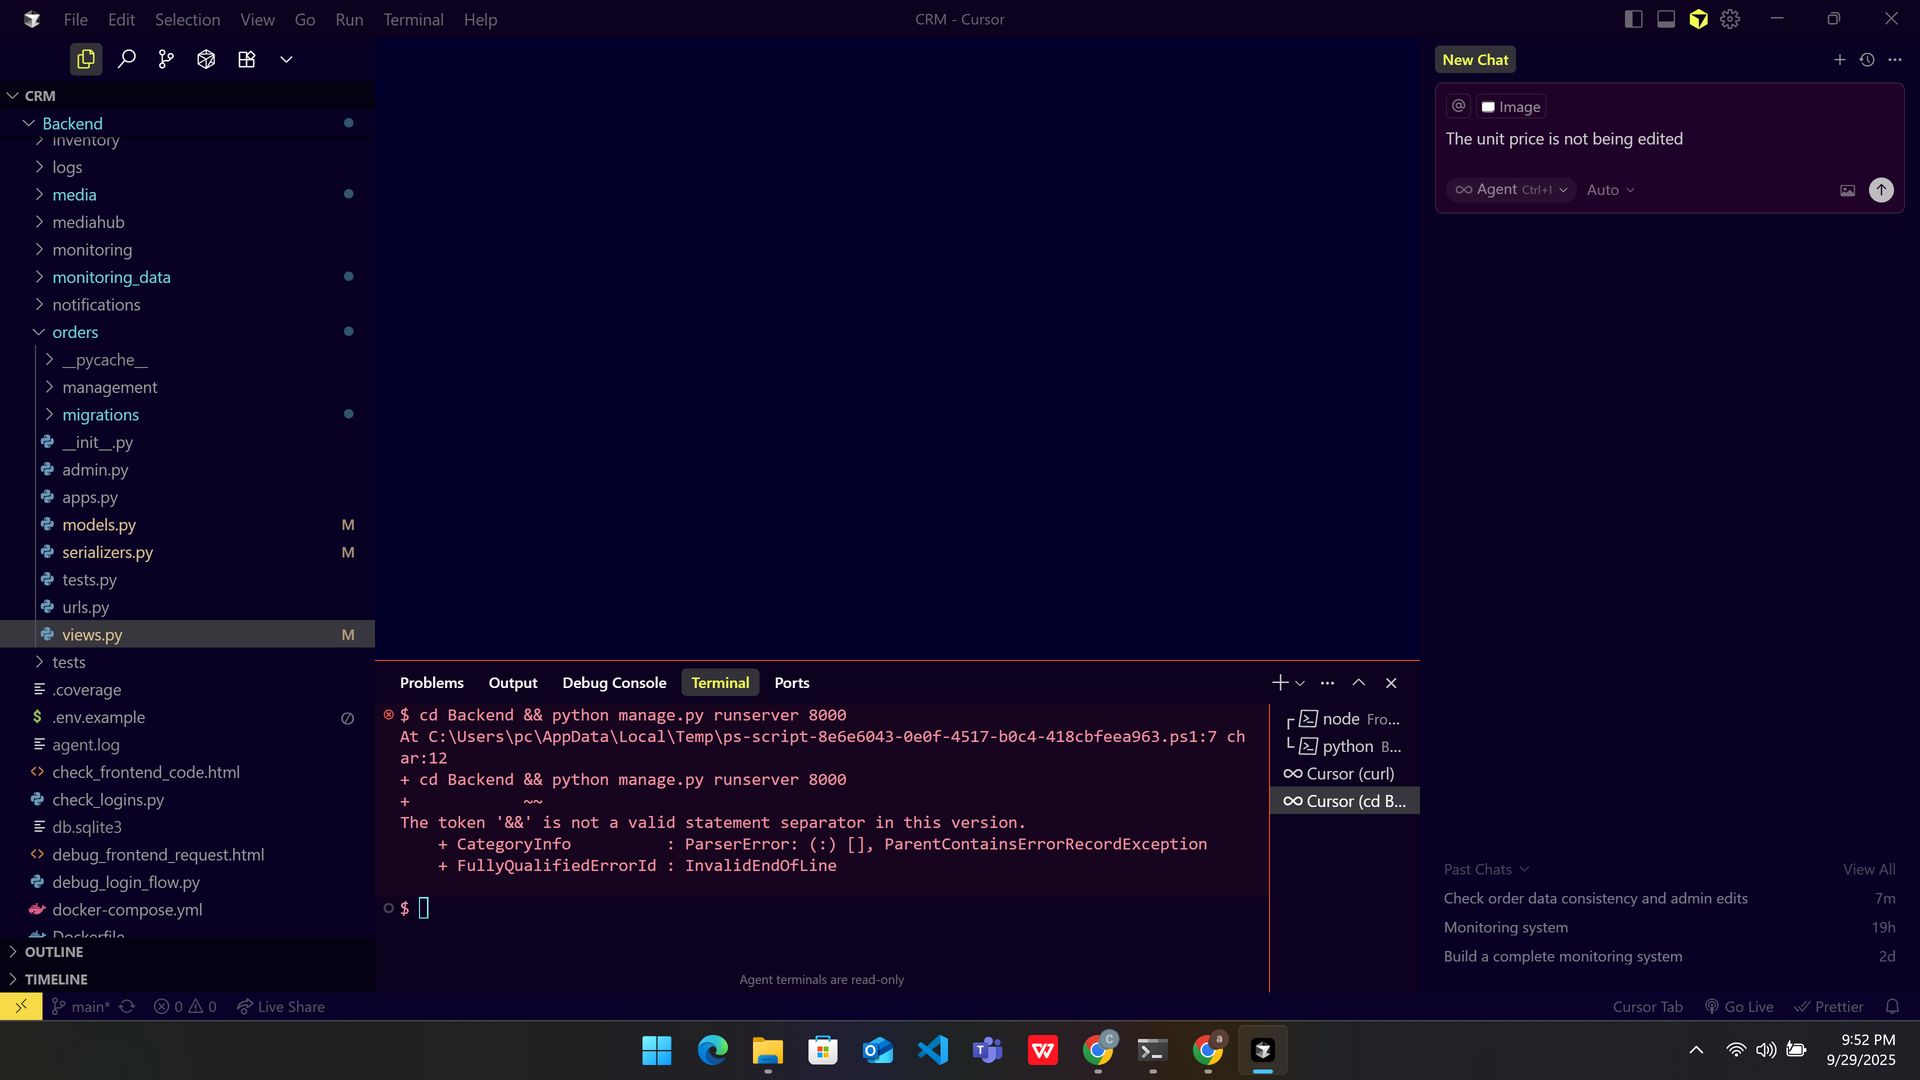 File Edit Selection View Go Run Terminal Help
CRM - Cursor
CRM
Backend
inventory
logs
media
mediahub
monitoring
monitoring_data
notifications
orders
__pycache__
management
migrations
__init__.py
admin.py
apps.py
models.py M
serializers.py M
tests.py
urls.py
views.py M
tests
.coverage
.env.example
agent.log
check_frontend_code.html
check_logins.py
db.sqlite3
debug_frontend_request.html
debug_login_flow.py
docker-compose.yml
Dockerfile
OUTLINE
TIMELINE
Problems Output Debug Console Terminal Ports
$ cd Backend && python manage.py runserver 8000
At C:\Users\pc\AppData\Local\Temp\ps-script-8e6e6043-0e0f-4517-b0c4-418cbfeea963.ps1:7 ch
ar:12
+ cd Backend && python manage.py runserver 8000
+ ~~
The token '&&' is not a valid statement separator in this version.
+ CategoryInfo : ParserError: (:) [], ParentContainsErrorRecordException
+ FullyQualifiedErrorId : InvalidEndOfLine
$
Agent terminals are read-only
node Fro...
python B...
Cursor (curl)
Cursor (cd B...
New Chat
@ Image
The unit price is not being edited
Agent Ctrl+I Auto
Past Chats View All
Check order data consistency and admin edits 7m
Monitoring system 19h
Build a complete monitoring system 2d
main* 0 0 Live Share
Cursor Tab Go Live Prettier
9:52 PM
9/29/2025